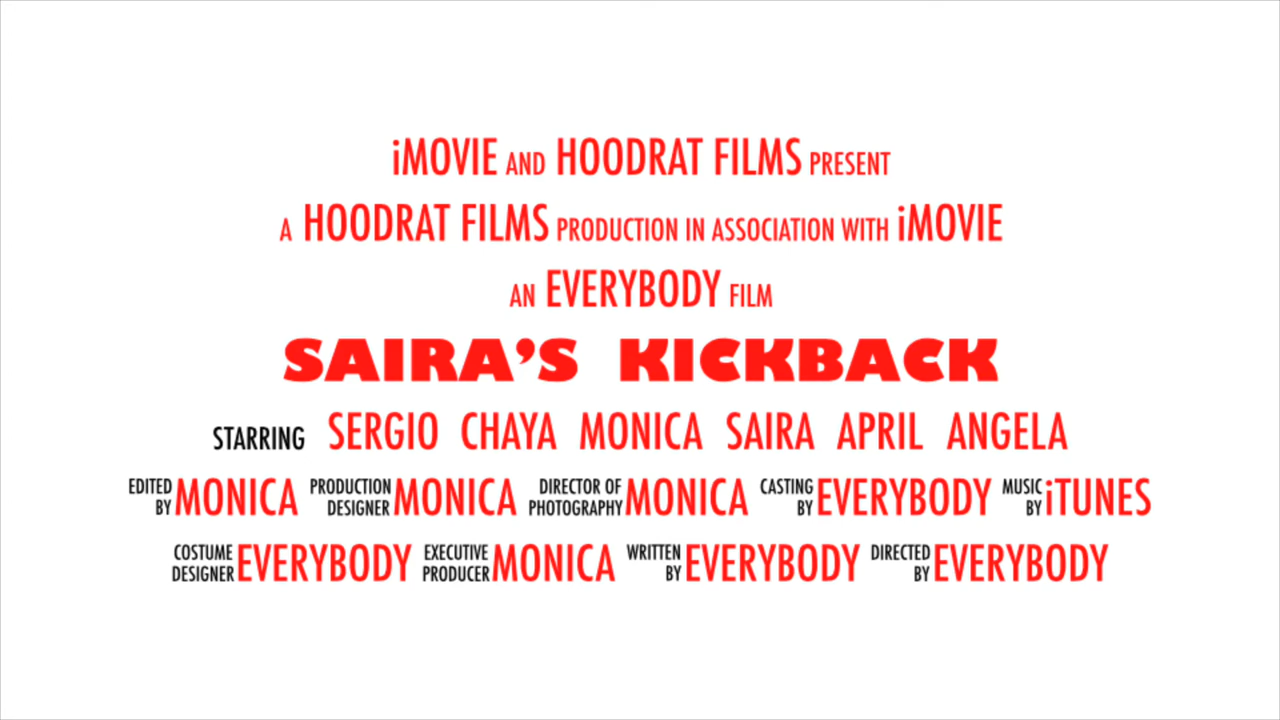 iMOVIE AND HOODRAT FILMS PRESENT
A HOODRAT FILMS PRODUCTION IN ASSOCIATION WITH iMOVIE
AN EVERYBODY FILM
SAIRA'S KICKBACK
STARRING SERGIO CHAYA MONICA SAIRA APRIL ANGELA
EDITED BY MONICA PRODUCTION DESIGNER MONICA DIRECTOR OF PHOTOGRAPHY MONICA CASTING BY EVERYBODY MUSIC BY iTUNES
COSTUME DESIGNER EVERYBODY EXECUTIVE PRODUCER MONICA WRITTEN BY EVERYBODY DIRECTED BY EVERYBODY